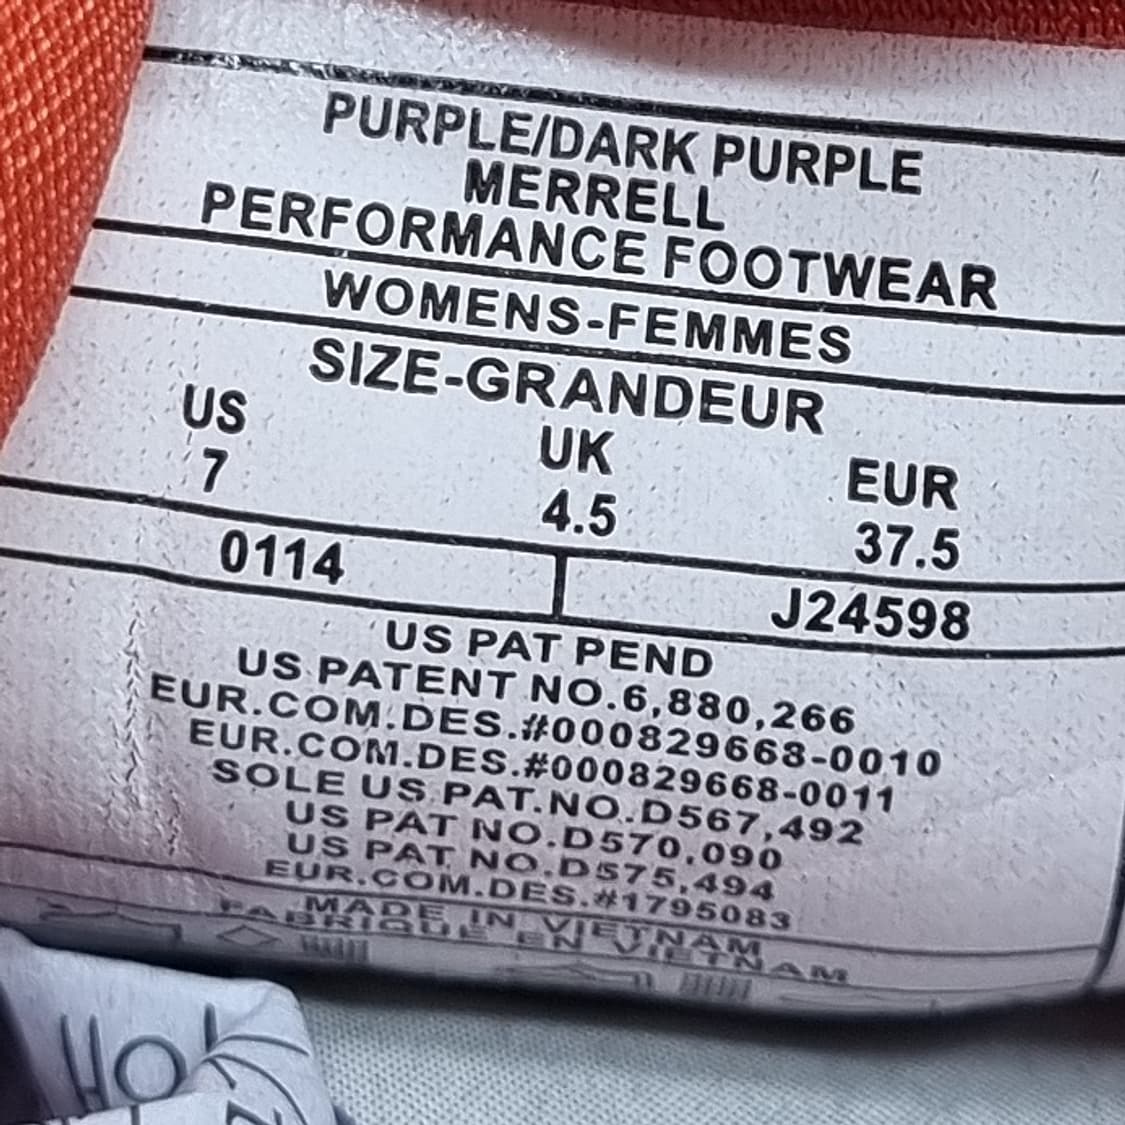 PURPLE/DARK PURPLE
MERRELL
PERFORMANCE FOOTWEAR
WOMENS-FEMMES
SIZE-GRANDEUR
US UK EUR
7 4.5 37.5
0114 J24598
US PAT PEND
US PATENT NO.6,880,266
EUR.COM.DES.#000829668-0010
EUR.COM.DES.#000829668-0011
SOLE US PAT.NO.D567,492
US PAT NO.D570,090
US PAT NO.D575,494
EUR.COM.DES.#1795083
MADE IN VIETNAM
FABRIQUE EN VIETNAM